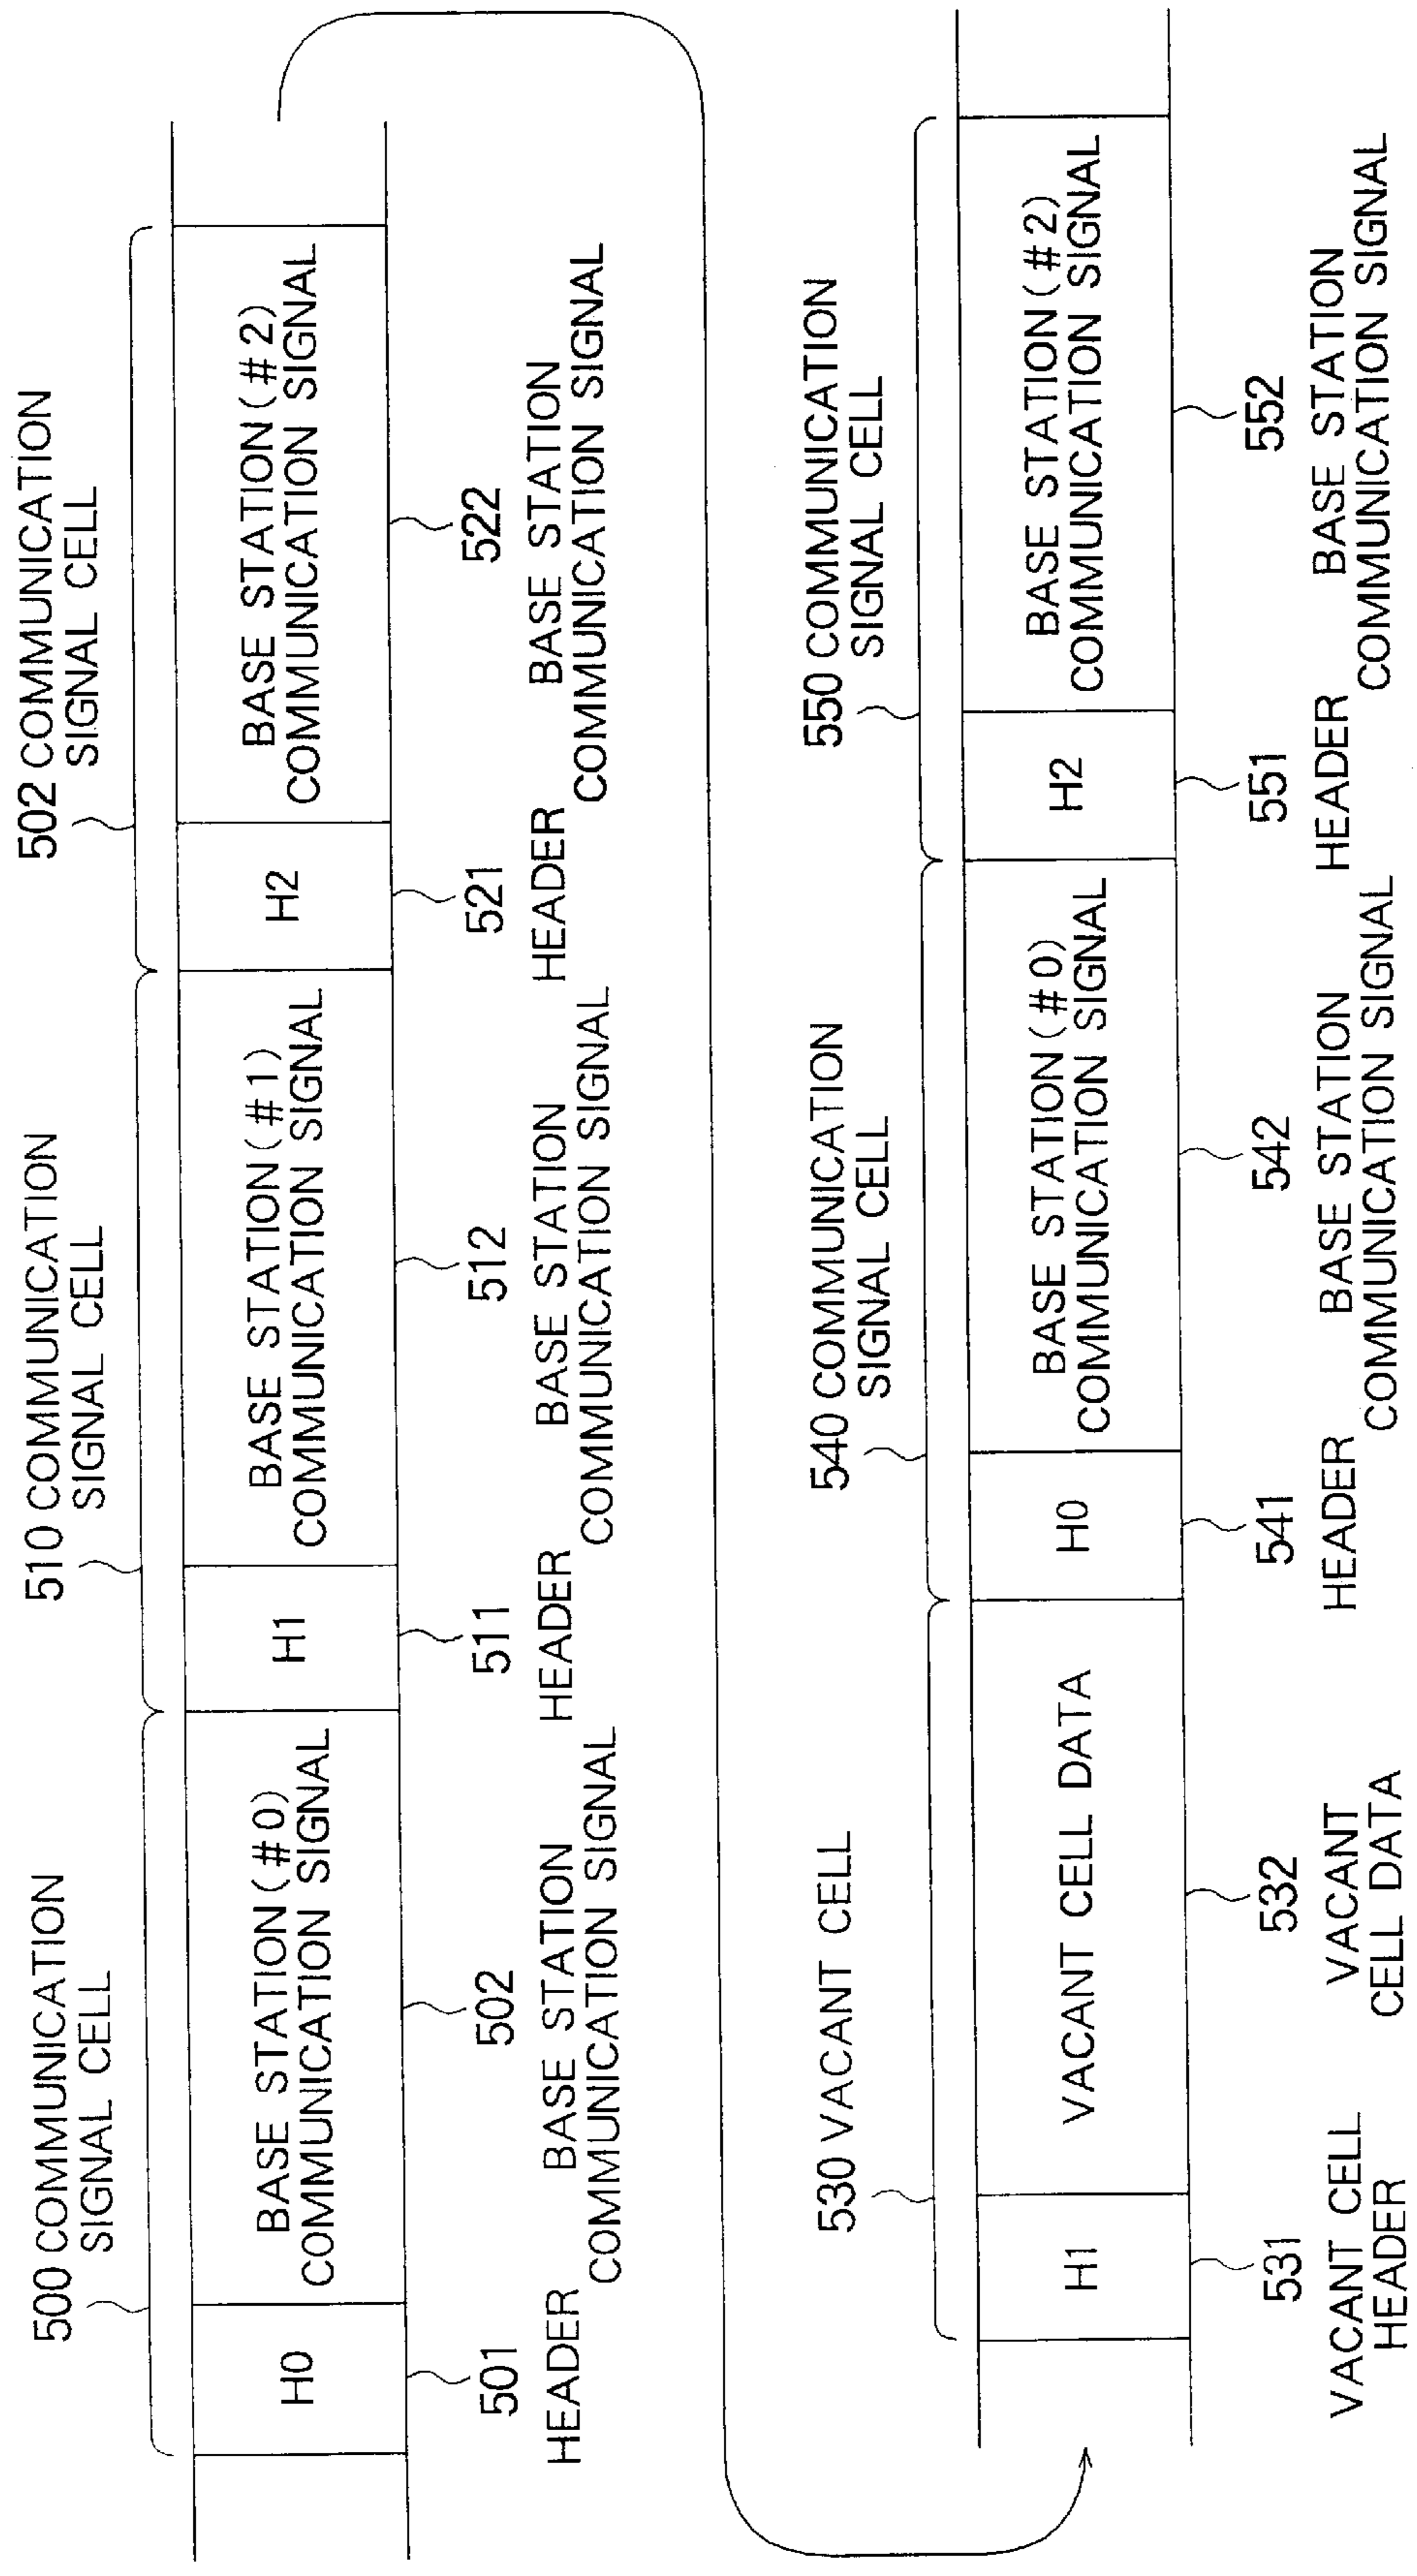 500 COMMUNICATION
SIGNAL CELL
510 COMMUNICATION
SIGNAL CELL
502 COMMUNICATION
SIGNAL CELL
H0
BASE STATION(#0)
COMMUNICATION SIGNAL
H1
BASE STATION(#1)
COMMUNICATION SIGNAL
H2
BASE STATION(#2)
COMMUNICATION SIGNAL
501
502
511
512
521
522
HEADER
BASE STATION
COMMUNICATION SIGNAL
HEADER
BASE STATION
COMMUNICATION SIGNAL
HEADER
BASE STATION
COMMUNICATION SIGNAL
530 VACANT CELL
540 COMMUNICATION
SIGNAL CELL
550 COMMUNICATION
SIGNAL CELL
H1
VACANT CELL DATA
H0
BASE STATION(#0)
COMMUNICATION SIGNAL
H2
BASE STATION(#2)
COMMUNICATION SIGNAL
531
532
541
542
551
552
VACANT CELL
HEADER
VACANT
CELL DATA
HEADER
BASE STATION
COMMUNICATION SIGNAL
HEADER
BASE STATION
COMMUNICATION SIGNAL